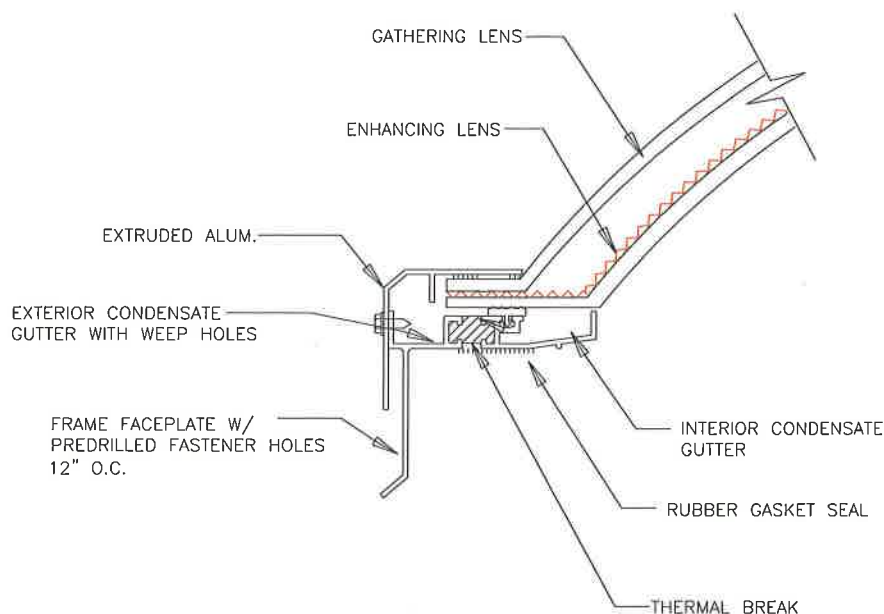 GATHERING LENS
ENHANCING LENS
EXTRUDED ALUM.
EXTERIOR CONDENSATE
GUTTER WITH WEEP HOLES
FRAME FACEPLATE W/
PREDRILLED FASTENER HOLES
12" O.C.
INTERIOR CONDENSATE
GUTTER
RUBBER GASKET SEAL
THERMAL BREAK